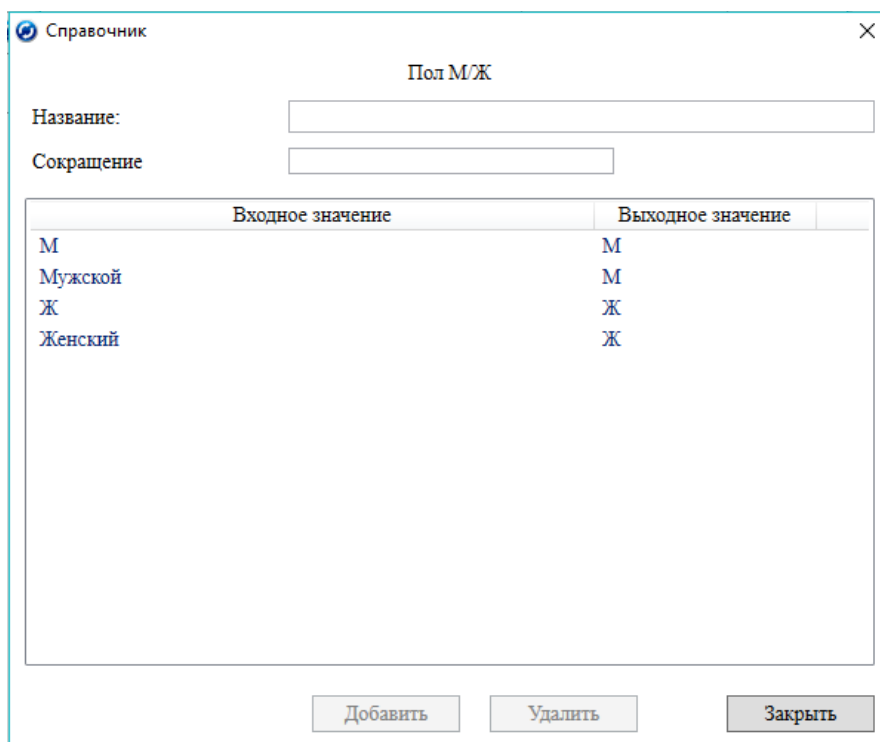 Справочник
Пол М/Ж
Название:
Сокращение
Входное значение Выходное значение
М М
Мужской М
Ж Ж
Женский Ж
Добавить Удалить Закрыть